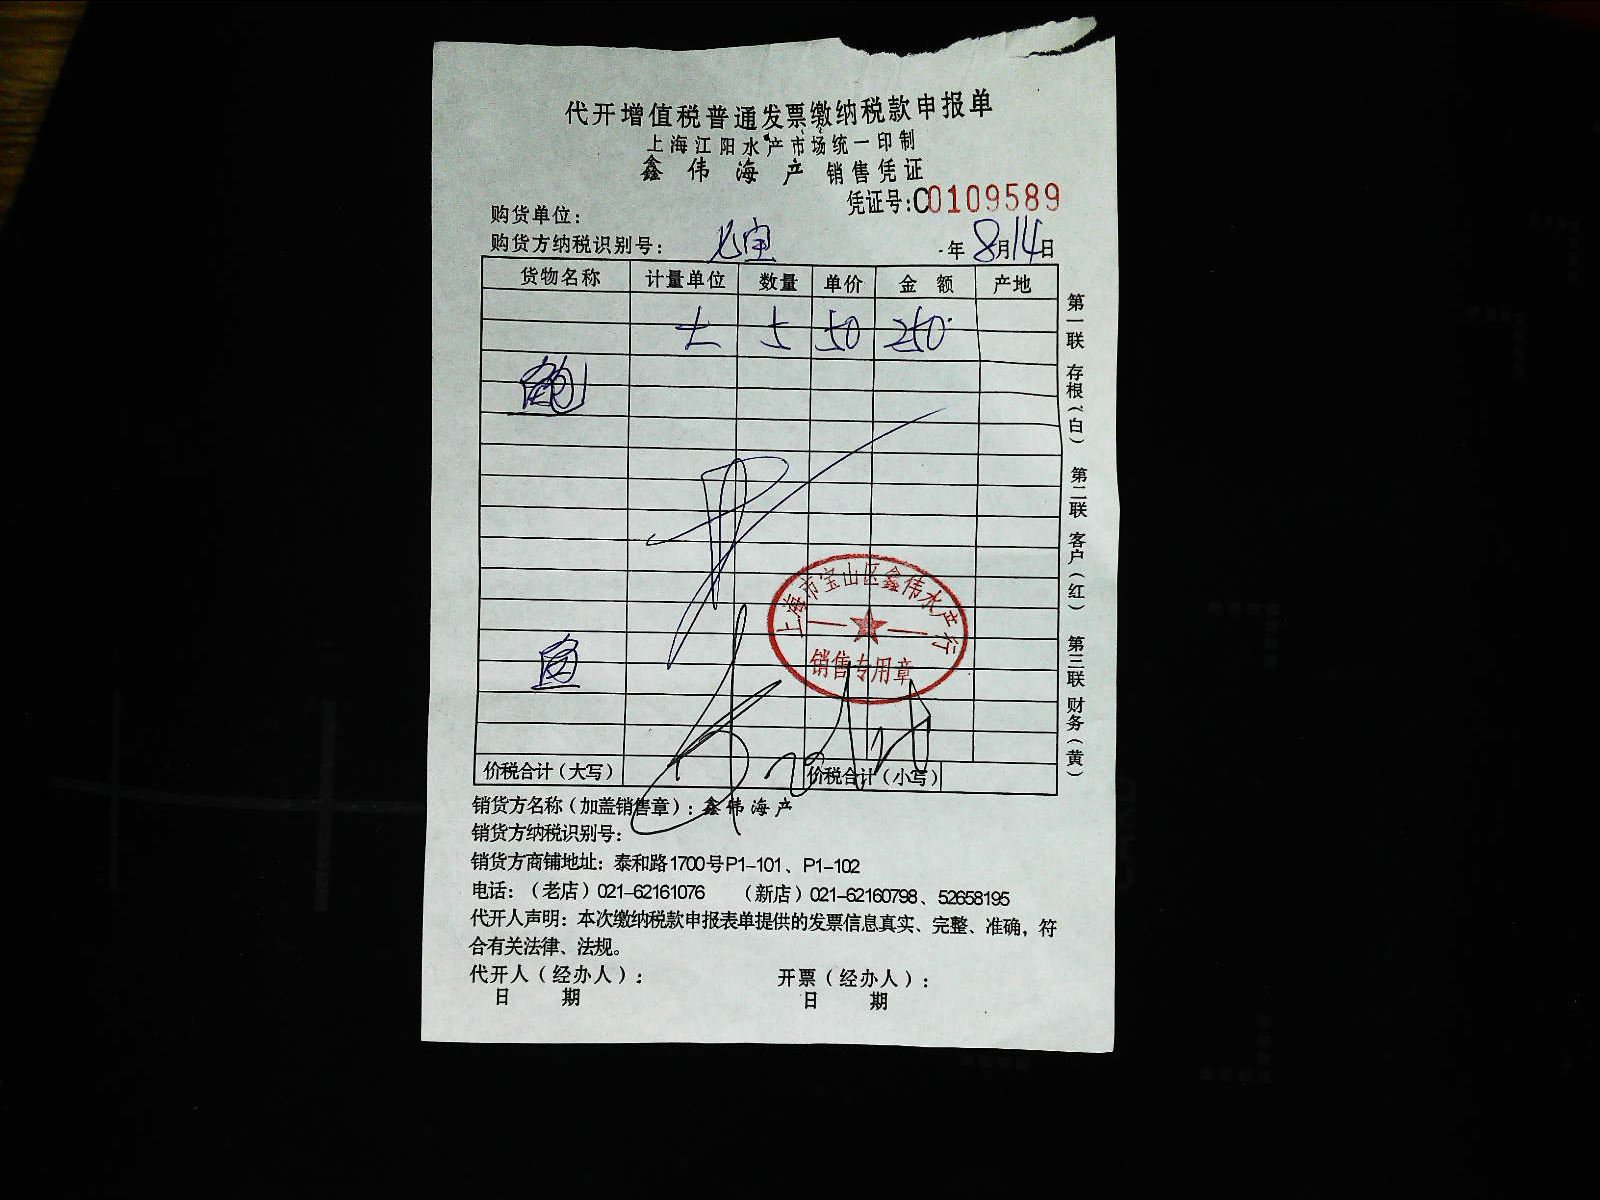 代开增值税普通发票缴纳税款申报单
上海江阳水产市场统一印制
鑫伟海产 销售凭证
凭证号:C0109589
购货单位:
购货方纳税识别号:
年8月14日
货物名称 计量单位 数量 单价 金额 产地
5 50 250
上海市宝山区鑫伟水产行
销售专用章
价税合计(大写) 价税合计(小写)
第一联 存根(白) 第二联 客户(红) 第三联 财务(黄)
销货方名称(加盖销售章):鑫伟海产
销货方纳税识别号:
销货方商铺地址:泰和路1700号P1-101、P1-102
电话:(老店)021-62161076 (新店)021-62160798、52658195
代开人声明:本次缴纳税款申报表单提供的发票信息真实、完整、准确,符
合有关法律、法规。
代开人(经办人): 开票(经办人):
日 期 日 期